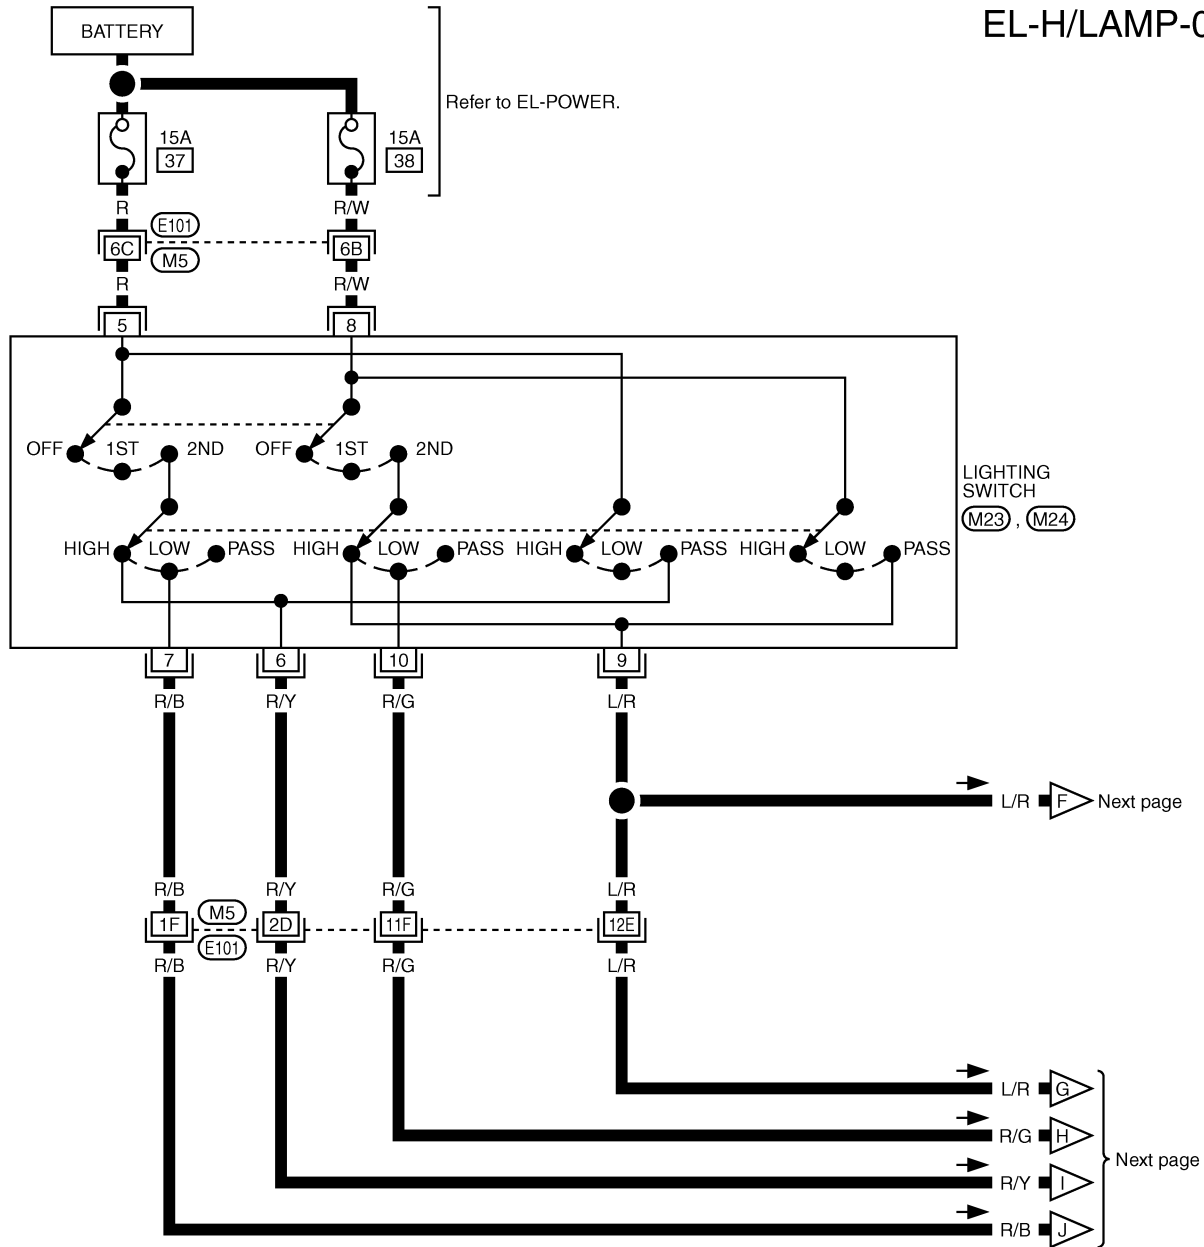 EL-H/LAMP-0
BATTERY
Refer to EL-POWER.
15A
37
15A
38
R
R/W
E101
6C
6B
M5
R
R/W
5
8
OFF 1ST 2ND OFF 1ST 2ND
LIGHTING
SWITCH
M23 , M24
HIGH LOW PASS HIGH LOW PASS HIGH LOW PASS HIGH LOW PASS
7 6 10 9
R/B R/Y R/G L/R
L/R F Next page
R/B R/Y R/G L/R
M5
1F 2D 11F 12E
E101
R/B R/Y R/G L/R
L/R G
R/G H
Next page
R/Y I
R/B J